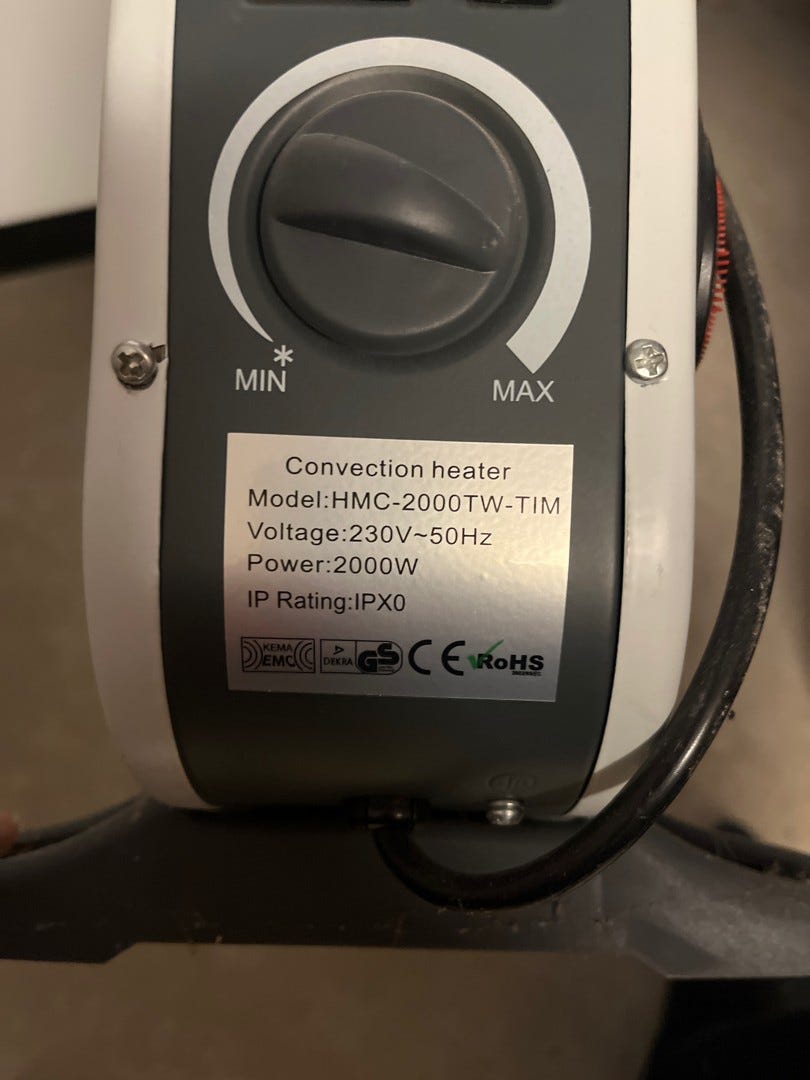 MIN
*
MAX
Convection heater
Model:HMC-2000TW-TIM
Voltage:230V~50Hz
Power:2000W
IP Rating:IPX0
KEMA
EMC
DEKRA
GS
CE
RoHS